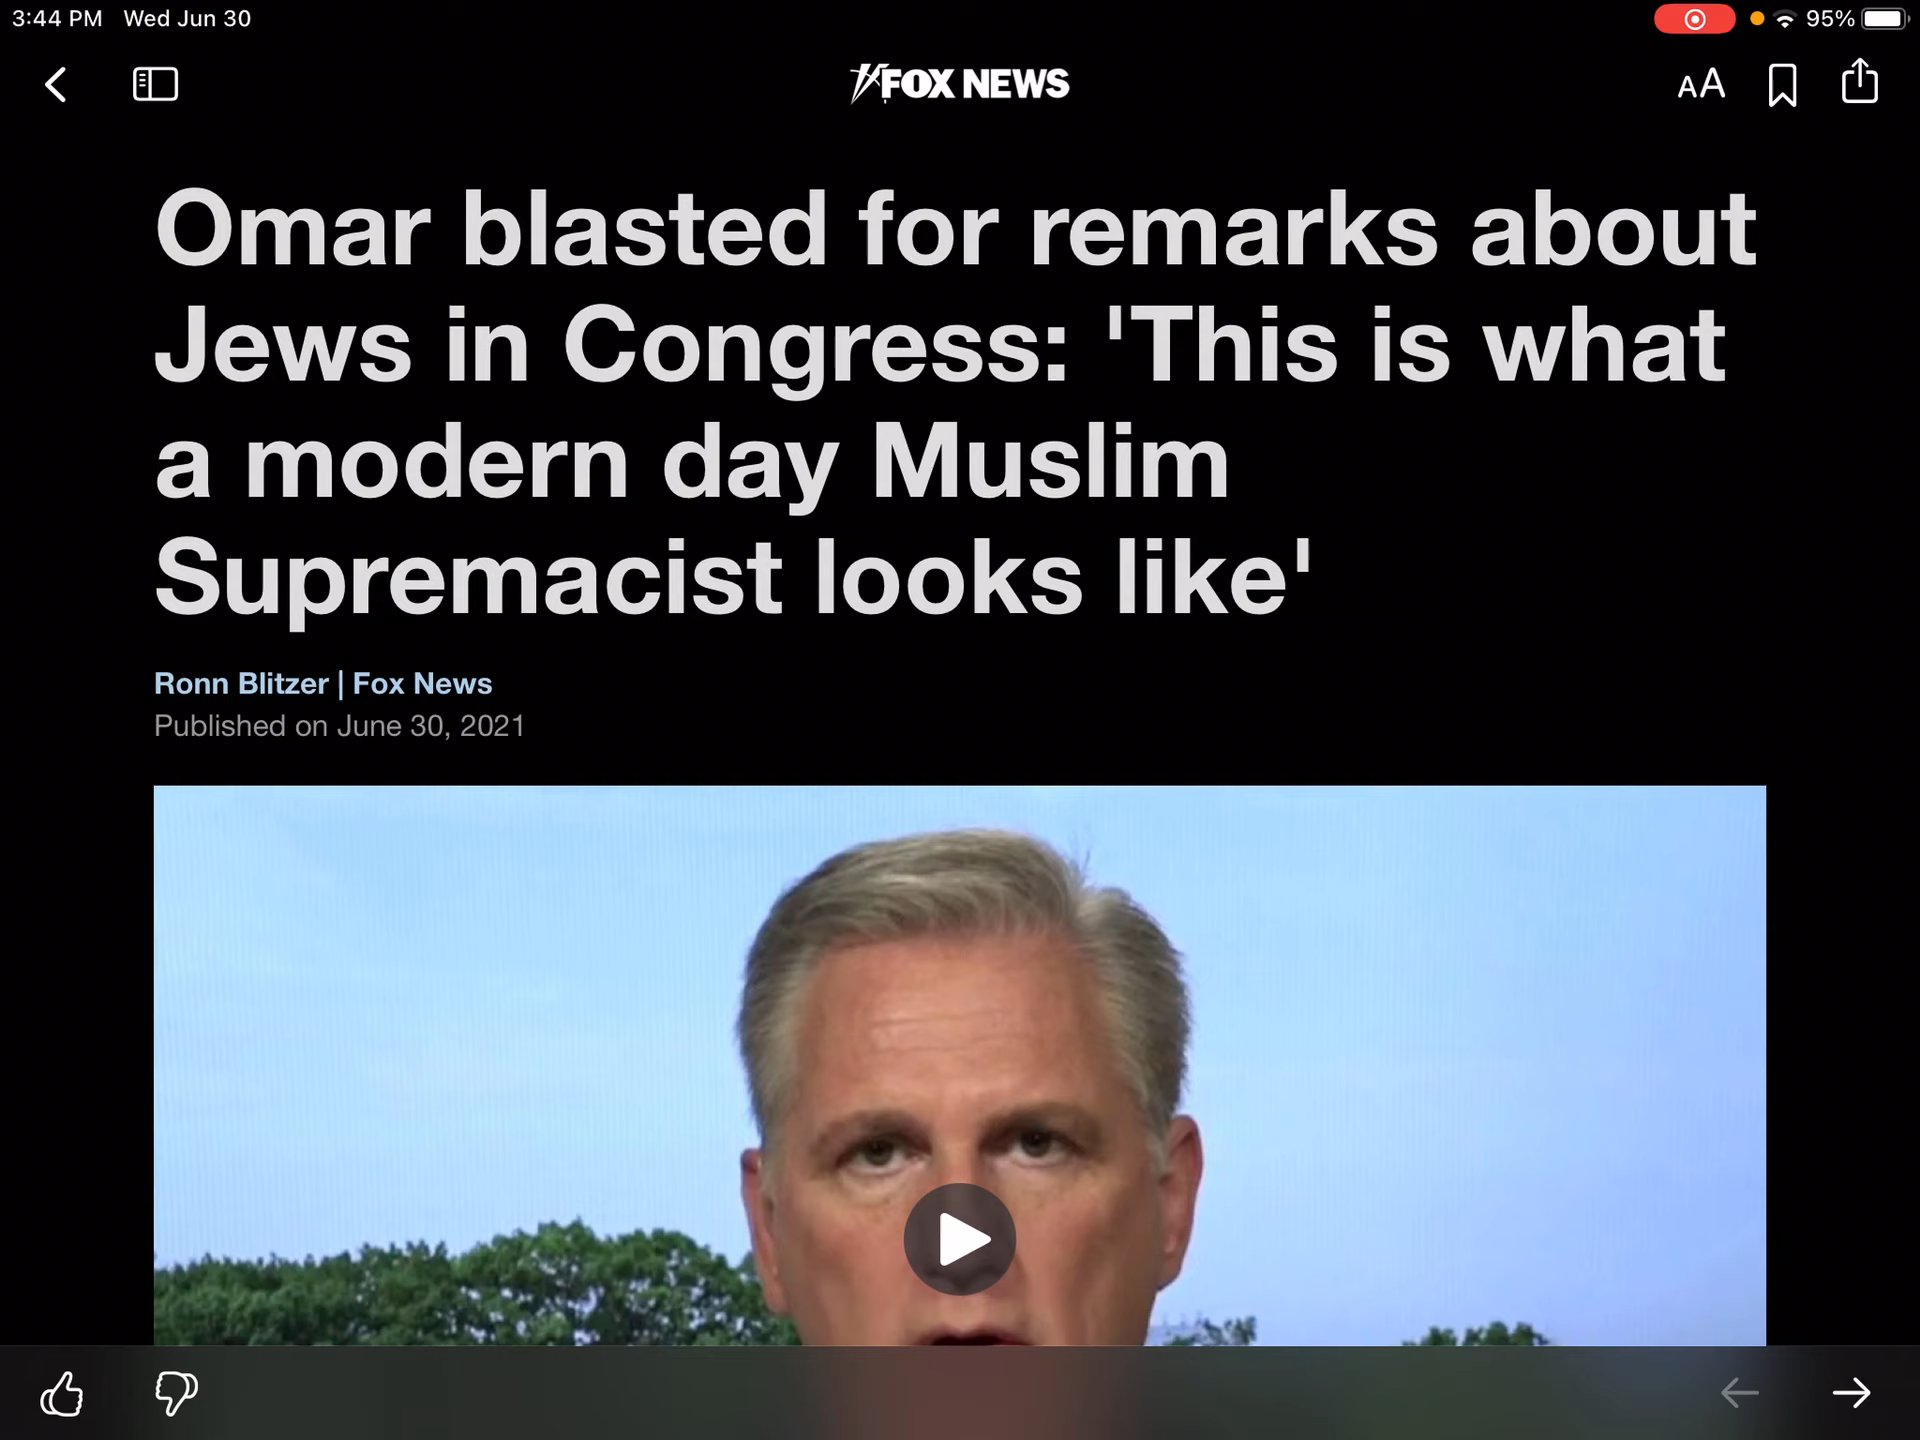 3:44 PM Wed Jun 30
95%
FOX NEWS
AA
Omar blasted for remarks about
Jews in Congress: 'This is what
a modern day Muslim
Supremacist looks like'
Ronn Blitzer | Fox News
Published on June 30, 2021